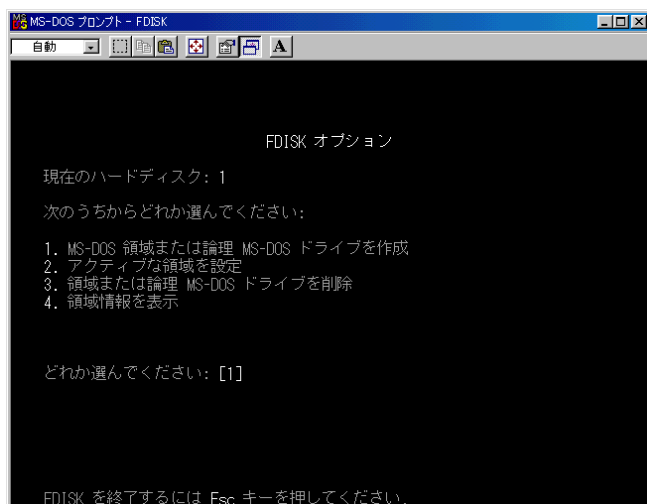 MS-DOS プロンプト - FDISK
自動
A
FDISK オプション
現在のハードディスク: 1
次のうちからどれか選んでください:
1. MS-DOS 領域または論理 MS-DOS ドライブを作成
2. アクティブな領域を設定
3. 領域または論理 MS-DOS ドライブを削除
4. 領域情報を表示
どれか選んでください: [1]
FDISK を終了するには Esc キーを押してください.